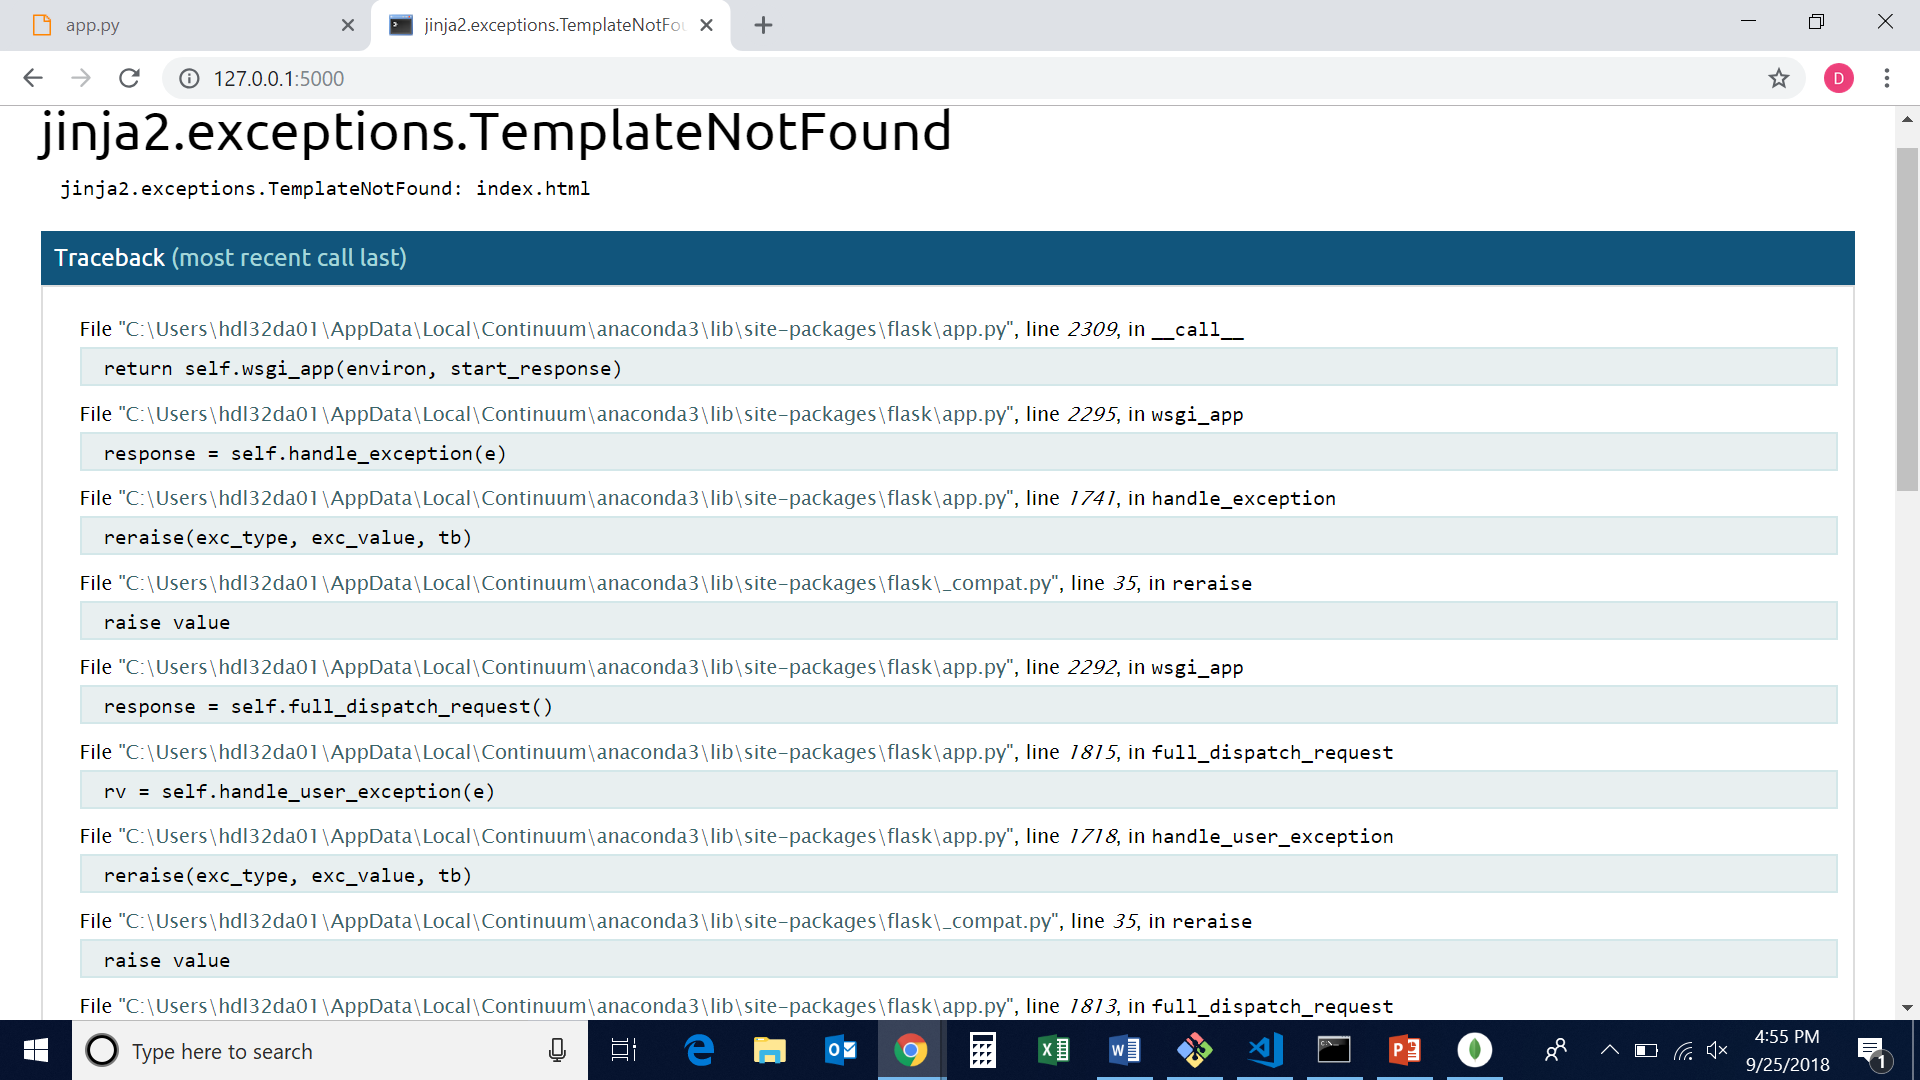 app.py
jinja2.exceptions.TemplateNotFou
127.0.0.1:5000
D
jinja2.exceptions.TemplateNotFound
jinja2.exceptions.TemplateNotFound: index.html
Traceback (most recent call last)
File "C:\Users\hdl32da01\AppData\Local\Continuum\anaconda3\lib\site-packages\flask\app.py", line 2309, in __call__
return self.wsgi_app(environ, start_response)
File "C:\Users\hdl32da01\AppData\Local\Continuum\anaconda3\lib\site-packages\flask\app.py", line 2295, in wsgi_app
response = self.handle_exception(e)
File "C:\Users\hdl32da01\AppData\Local\Continuum\anaconda3\lib\site-packages\flask\app.py", line 1741, in handle_exception
reraise(exc_type, exc_value, tb)
File "C:\Users\hdl32da01\AppData\Local\Continuum\anaconda3\lib\site-packages\flask\_compat.py", line 35, in reraise
raise value
File "C:\Users\hdl32da01\AppData\Local\Continuum\anaconda3\lib\site-packages\flask\app.py", line 2292, in wsgi_app
response = self.full_dispatch_request()
File "C:\Users\hdl32da01\AppData\Local\Continuum\anaconda3\lib\site-packages\flask\app.py", line 1815, in full_dispatch_request
rv = self.handle_user_exception(e)
File "C:\Users\hdl32da01\AppData\Local\Continuum\anaconda3\lib\site-packages\flask\app.py", line 1718, in handle_user_exception
reraise(exc_type, exc_value, tb)
File "C:\Users\hdl32da01\AppData\Local\Continuum\anaconda3\lib\site-packages\flask\_compat.py", line 35, in reraise
raise value
File "C:\Users\hdl32da01\AppData\Local\Continuum\anaconda3\lib\site-packages\flask\app.py", line 1813, in full_dispatch_request
Type here to search
4:55 PM
9/25/2018
1